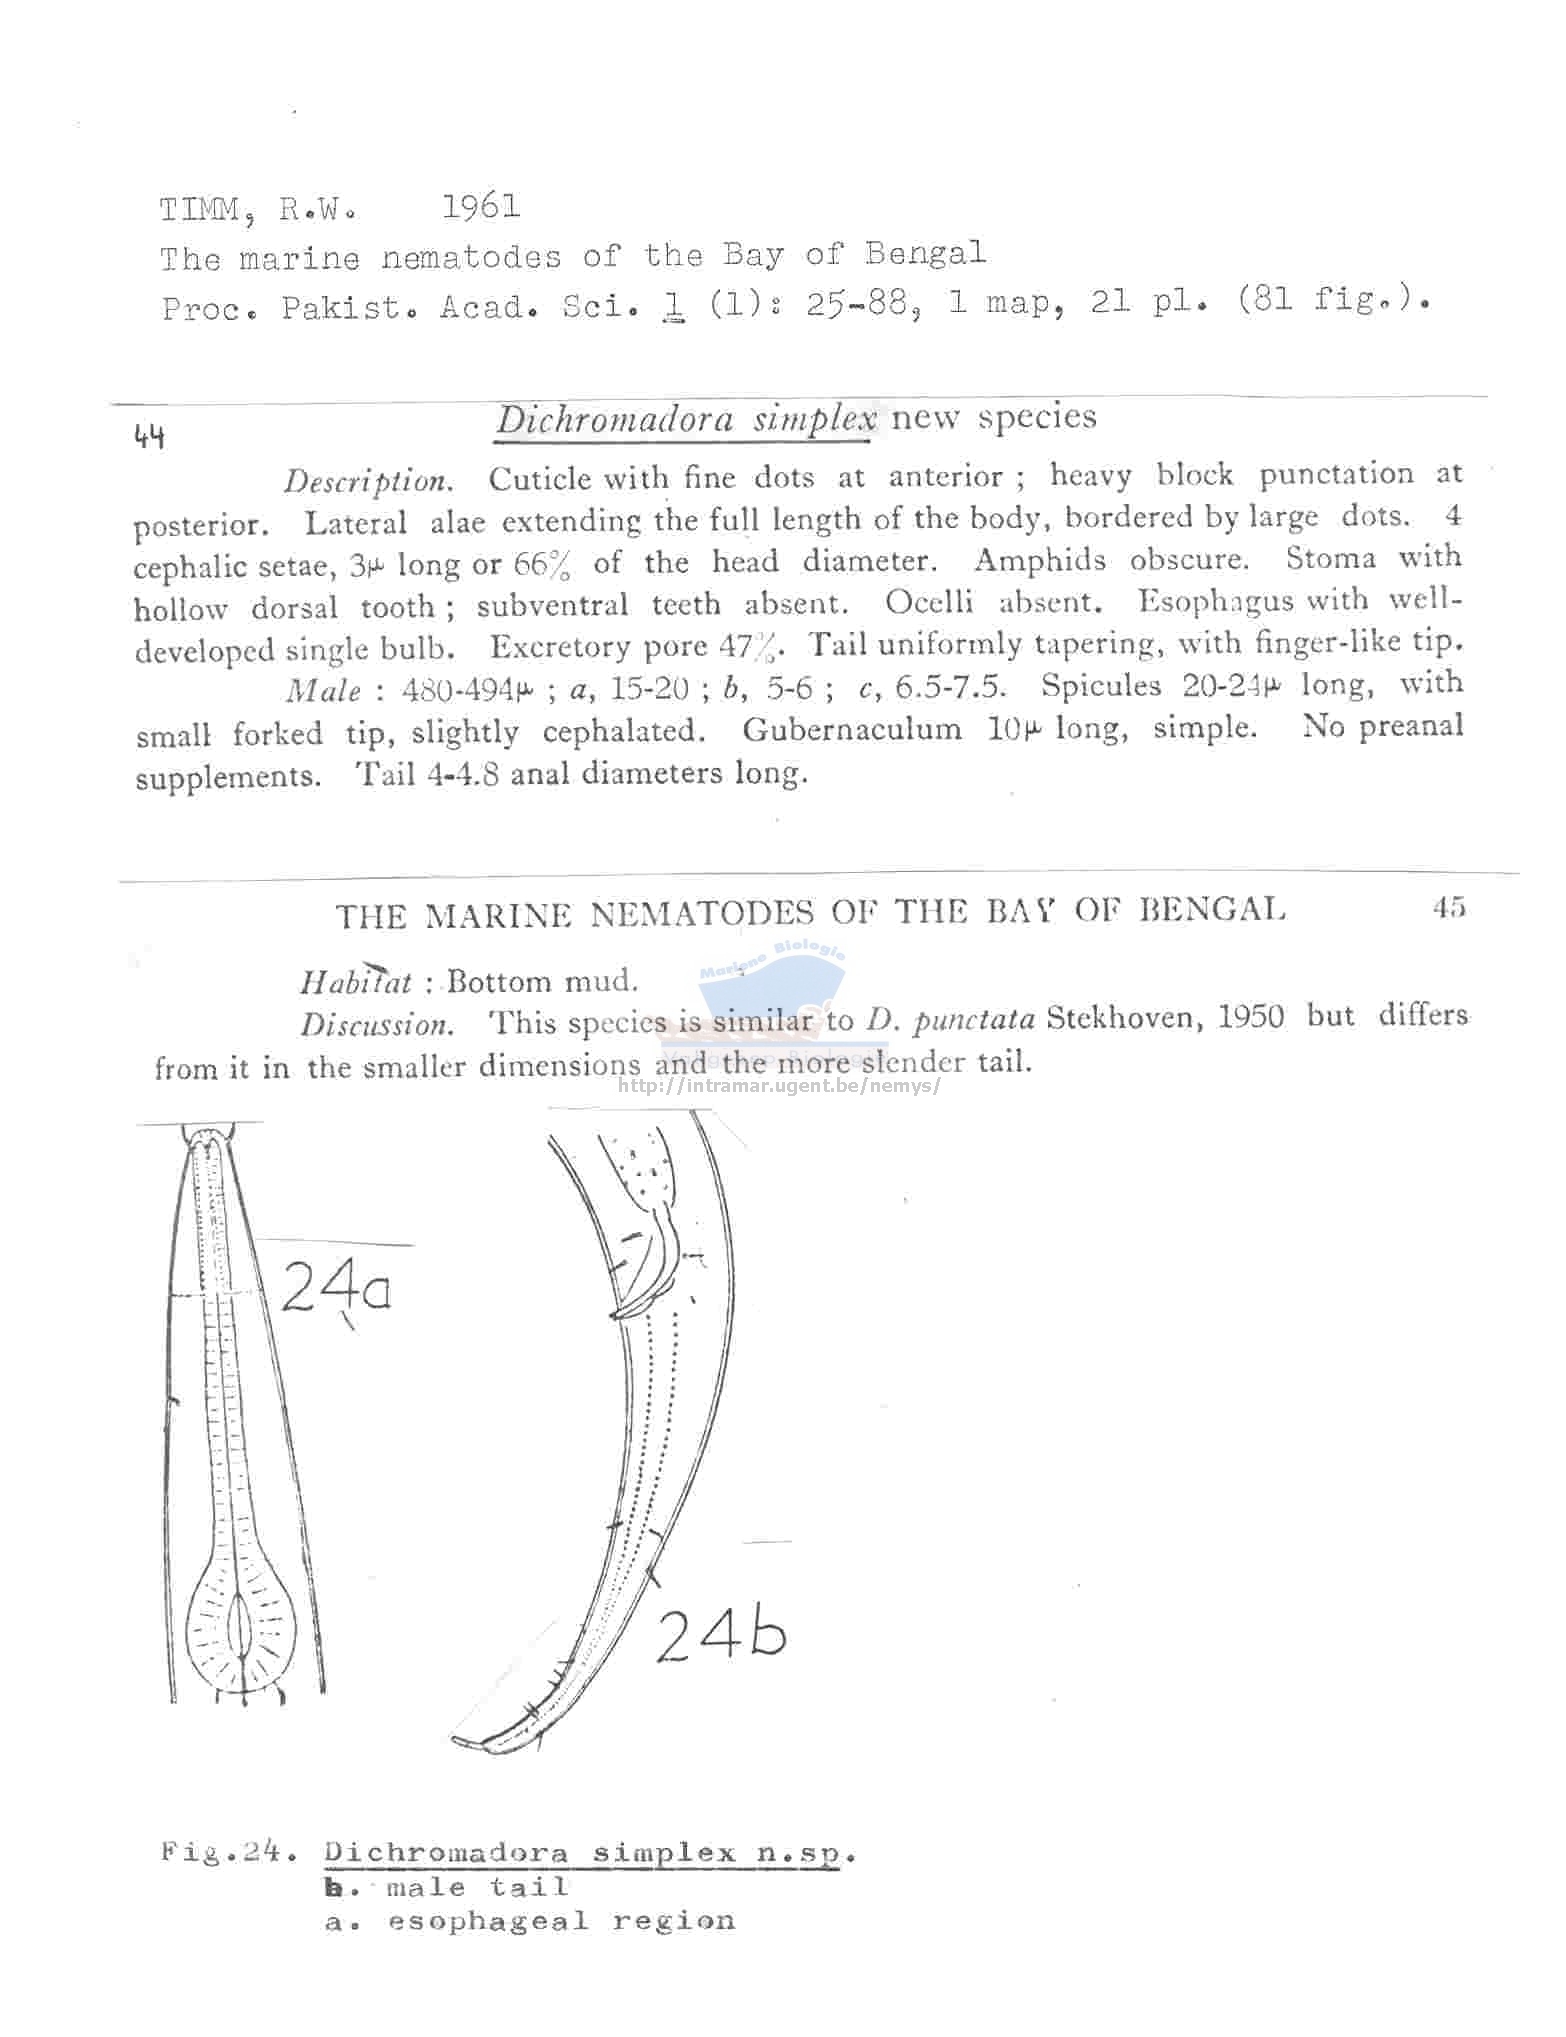 TIMM, R.W. 1961
The marine nematodes of the Bay of Bengal
Proc. Pakist. Acad. Sci. 1 (1): 25-88, 1 map, 21 pl. (81 fig.).
44
Dichromadora simplex new species
Description. Cuticle with fine dots at anterior ; heavy block punctation at
posterior. Lateral alae extending the full length of the body, bordered by large dots. 4
cephalic setae, 3μ long or 66% of the head diameter. Amphids obscure. Stoma with
hollow dorsal tooth ; subventral teeth absent. Ocelli absent. Esophagus with well-
developed single bulb. Excretory pore 47%. Tail uniformly tapering, with finger-like tip.
Male : 480-494μ ; a, 15-20 ; b, 5-6 ; c, 6.5-7.5. Spicules 20-24μ long, with
small forked tip, slightly cephalated. Gubernaculum 10μ long, simple. No preanal
supplements. Tail 4-4.8 anal diameters long.
THE MARINE NEMATODES OF THE BAY OF BENGAL 45
Mariene Biologie
Habitat : Bottom mud.
Discussion. This species is similar to D. punctata Stekhoven, 1950 but differs
from it in the smaller dimensions and the more slender tail.
http://intramar.ugent.be/nemys/
24a
24b
Fig.24. Dichromadora simplex n.sp.
b. male tail
a. esophageal region